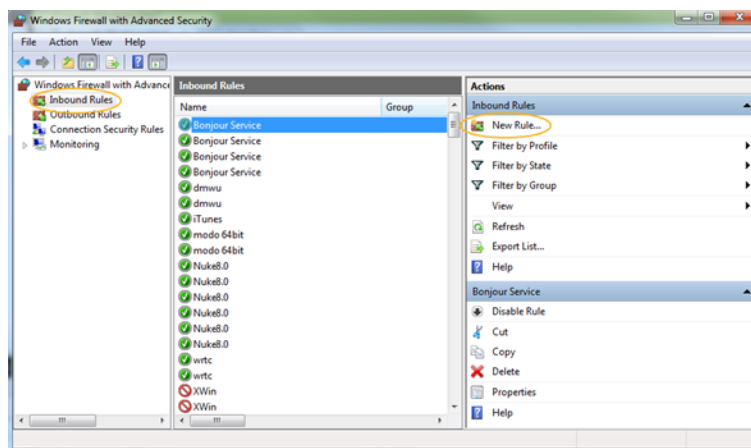 Windows Firewall with Advanced Security
File Action View Help
Windows Firewall with Advance
Inbound Rules
Outbound Rules
Connection Security Rules
Monitoring
Inbound Rules
Name Group
Bonjour Service
Bonjour Service
Bonjour Service
Bonjour Service
dmwu
dmwu
iTunes
modo 64bit
modo 64bit
Nuke8.0
Nuke8.0
Nuke8.0
Nuke8.0
Nuke8.0
Nuke8.0
wrtc
wrtc
XWin
XWin
Actions
Inbound Rules
New Rule...
Filter by Profile
Filter by State
Filter by Group
View
Refresh
Export List...
Help
Bonjour Service
Disable Rule
Cut
Copy
Delete
Properties
Help